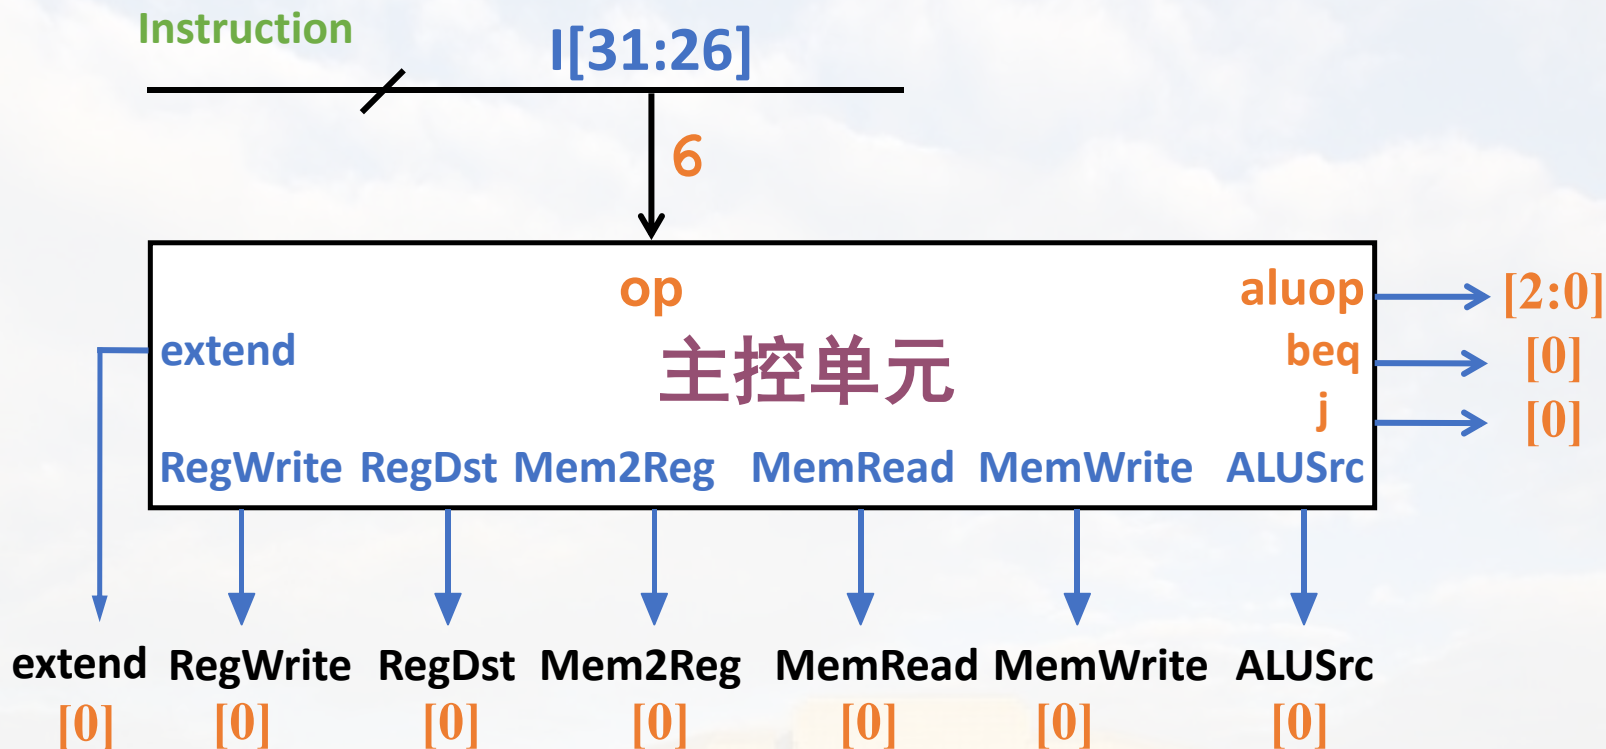 Instruction
I[31:26]
6
op
aluop
[2:0]
extend
主控单元
beq
[0]
j
[0]
RegWrite RegDst Mem2Reg MemRead MemWrite ALUSrc
extend RegWrite RegDst Mem2Reg MemRead MemWrite ALUSrc
[0] [0] [0] [0] [0] [0] [0]